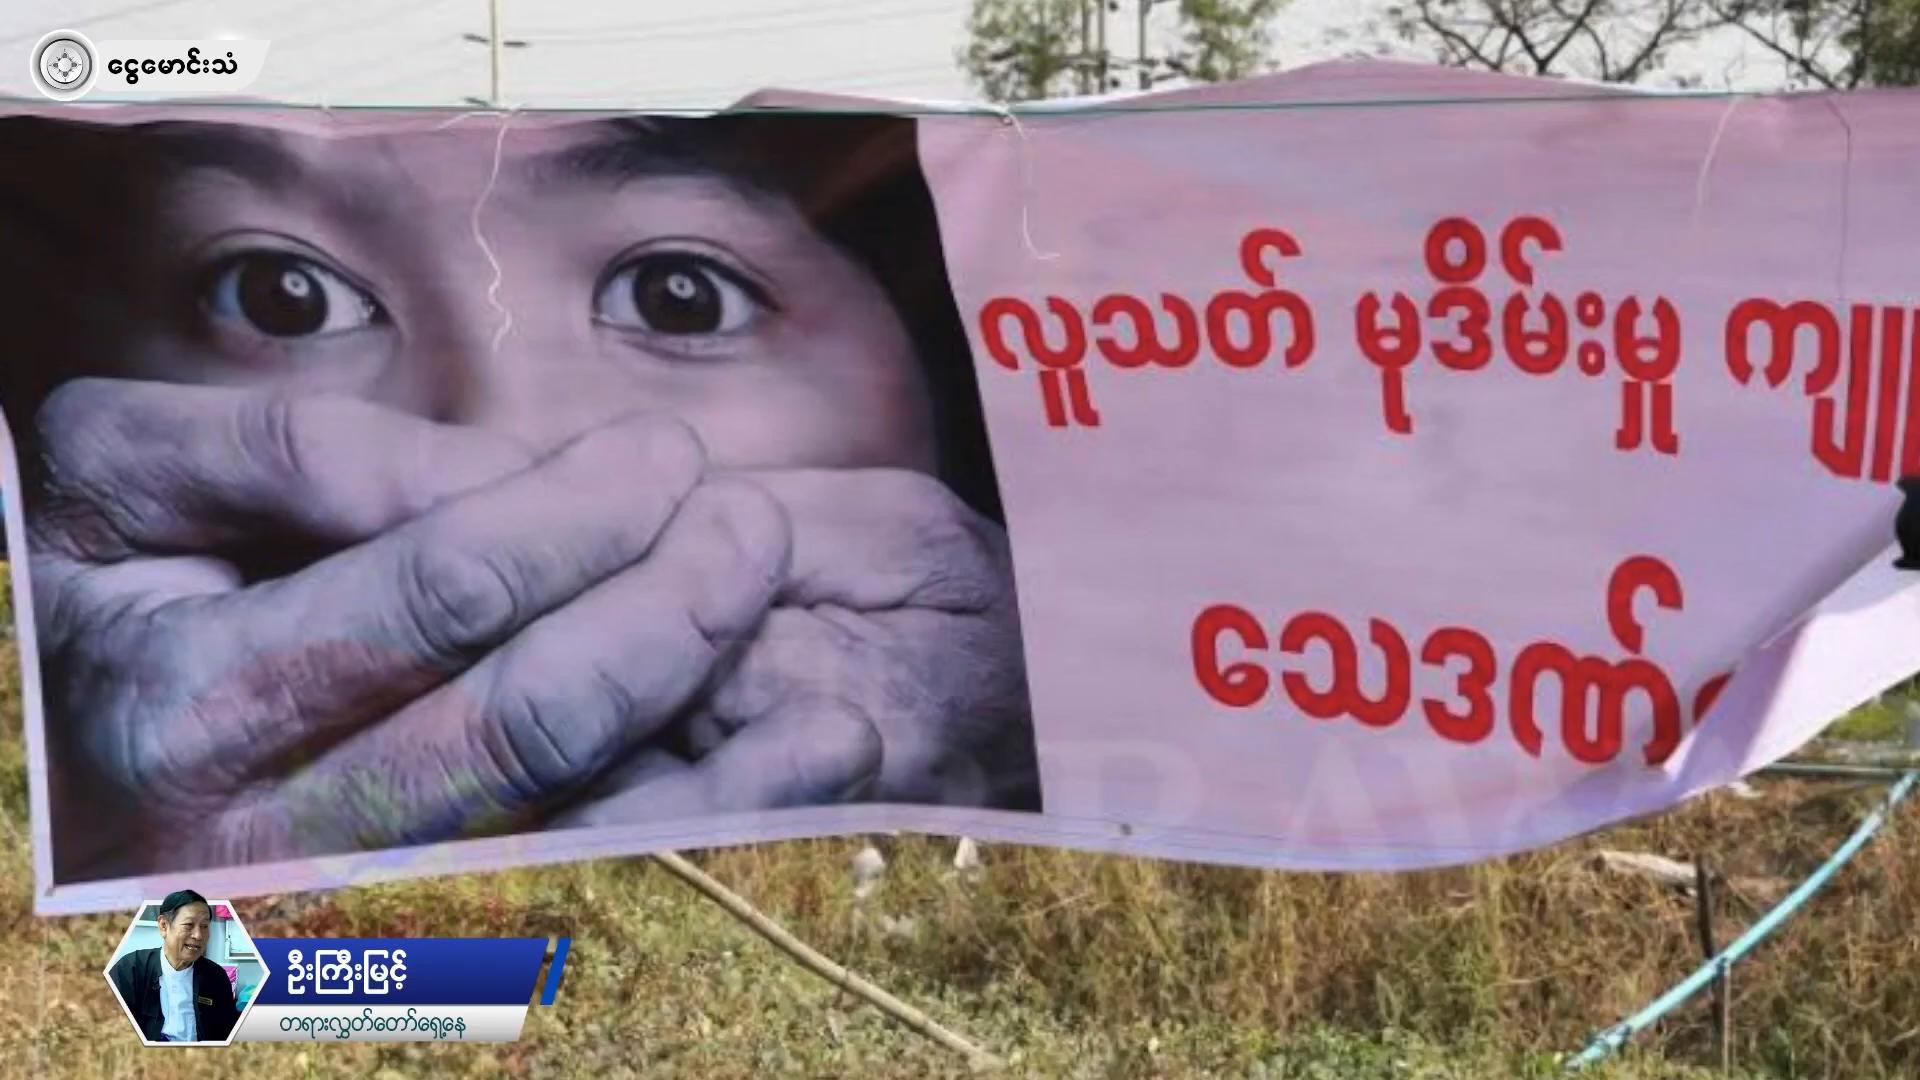 ငွေမောင်းသံ
လူသတ် မုဒိမ်းမှု
သေဒဏ်
ဦးကြီးမြင့်
တရားလွှတ်တော်ရှေ့နေ